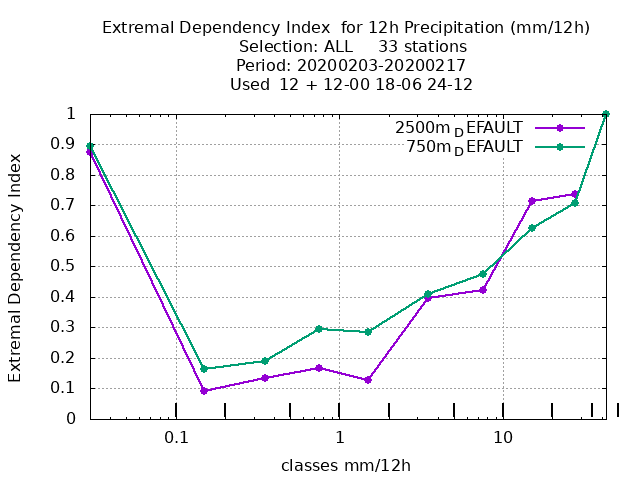 Extremal Dependency Index  for 12h Precipitation (mm/12h)
Selection: ALL     33 stations
Period: 20200203-20200217
Used  12 + 12-00 18-06 24-12
2500m_DEFAULT
750m_DEFAULT
1
0.9
0.8
0.7
0.6
0.5
0.4
0.3
0.2
0.1
0
Extremal Dependency Index
0.1 1 10
classes mm/12h